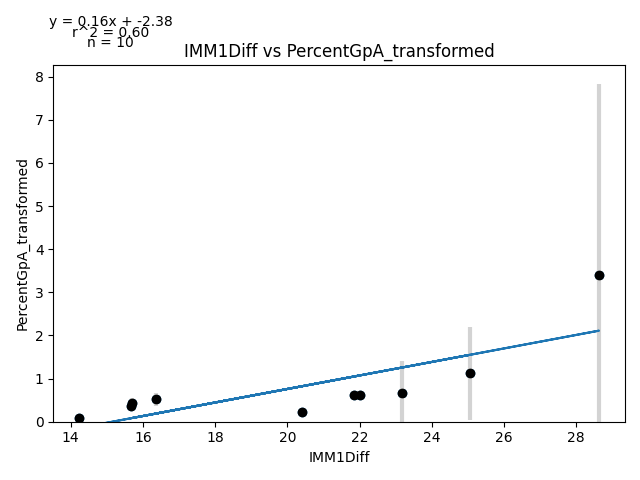 y = 0.16x + -2.38
r^2 = 0.60
n = 10
IMM1Diff vs PercentGpA_transformed
PercentGpA_transformed
8
7
6
5
4
3
2
1
0
14 16 18 20 22 24 26 28
IMM1Diff